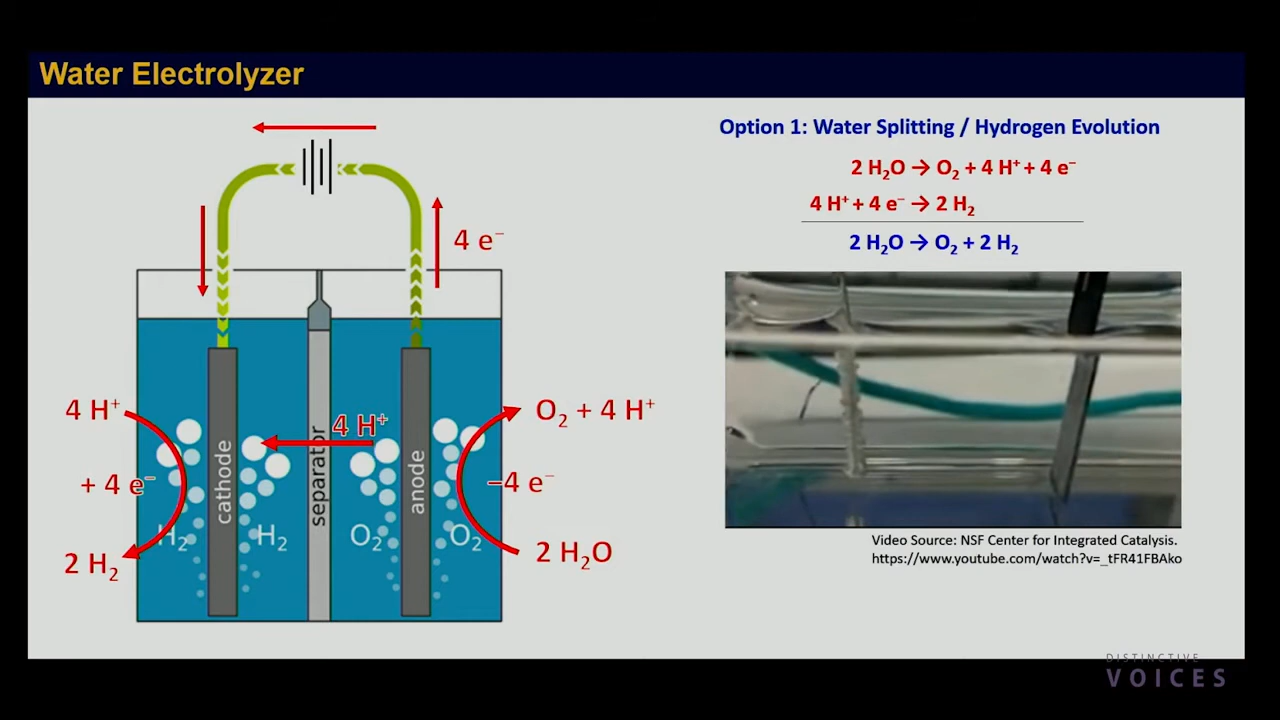 Water Electrolyzer
Option 1: Water Splitting / Hydrogen Evolution
2 H₂O → O₂ + 4 H⁺ + 4 e⁻
4 H⁺ + 4 e⁻ → 2 H₂
2 H₂O → O₂ + 2 H₂
4 e⁻
4 H⁺
+ 4 e⁻
2 H₂
cathode
H₂
H₂
separator
4 H⁺
O₂
anode
O₂
O₂ + 4 H⁺
−4 e⁻
2 H₂O
Video Source: NSF Center for Integrated Catalysis.
https://www.youtube.com/watch?v=_tFR41FBAko
DISTINCTIVE
VOICES